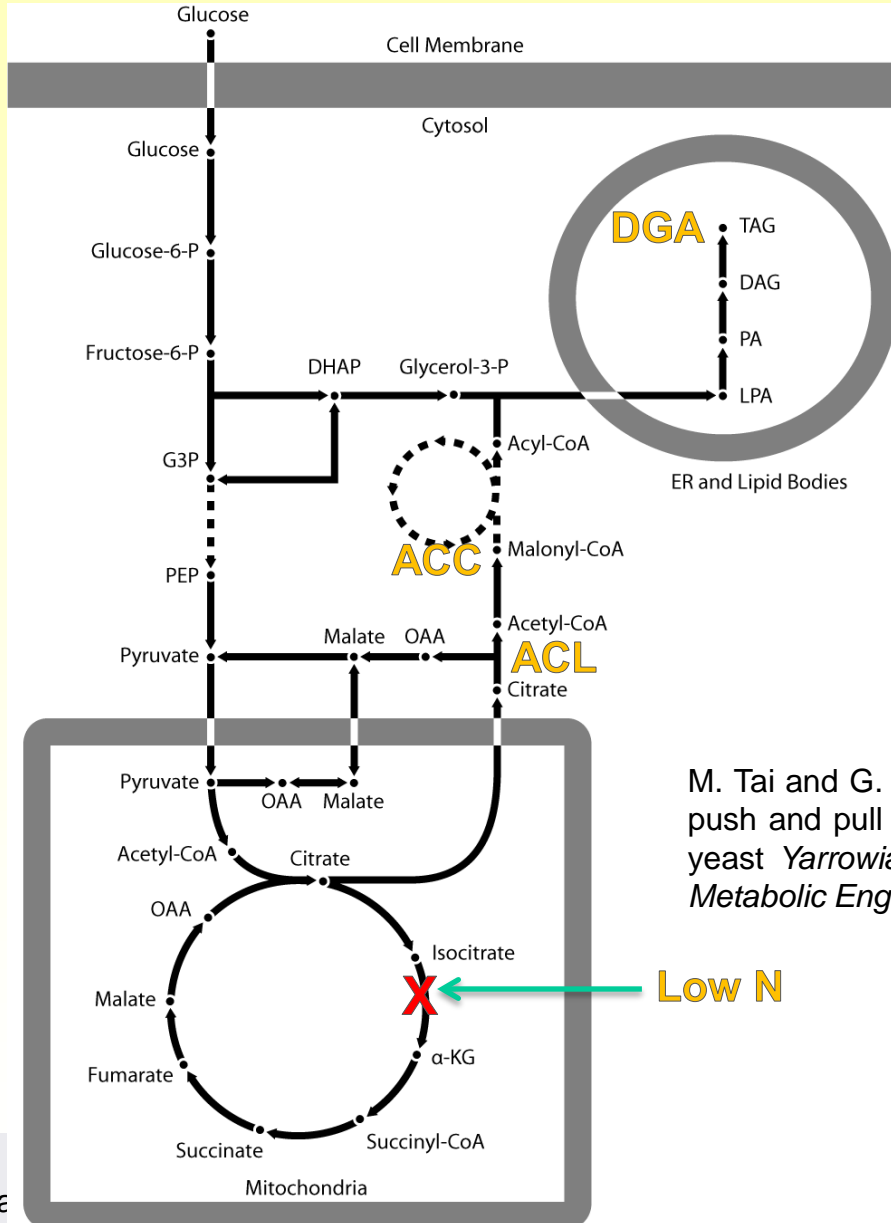 Glucose
Cell Membrane
Cytosol
Glucose
Glucose-6-P
Fructose-6-P
DHAP
Glycerol-3-P
DGA
TAG
DAG
PA
LPA
G3P
Acyl-CoA
ER and Lipid Bodies
ACC
Malonyl-CoA
PEP
Acetyl-CoA
Pyruvate
Malate
OAA
ACL
Citrate
Pyruvate
OAA
Malate
M. Tai and G.
push and pull
yeast Yarrowia
Metabolic Eng
Acetyl-CoA
Citrate
OAA
Isocitrate
X
Low N
Malate
α-KG
Fumarate
Succinyl-CoA
Succinate
Mitochondria